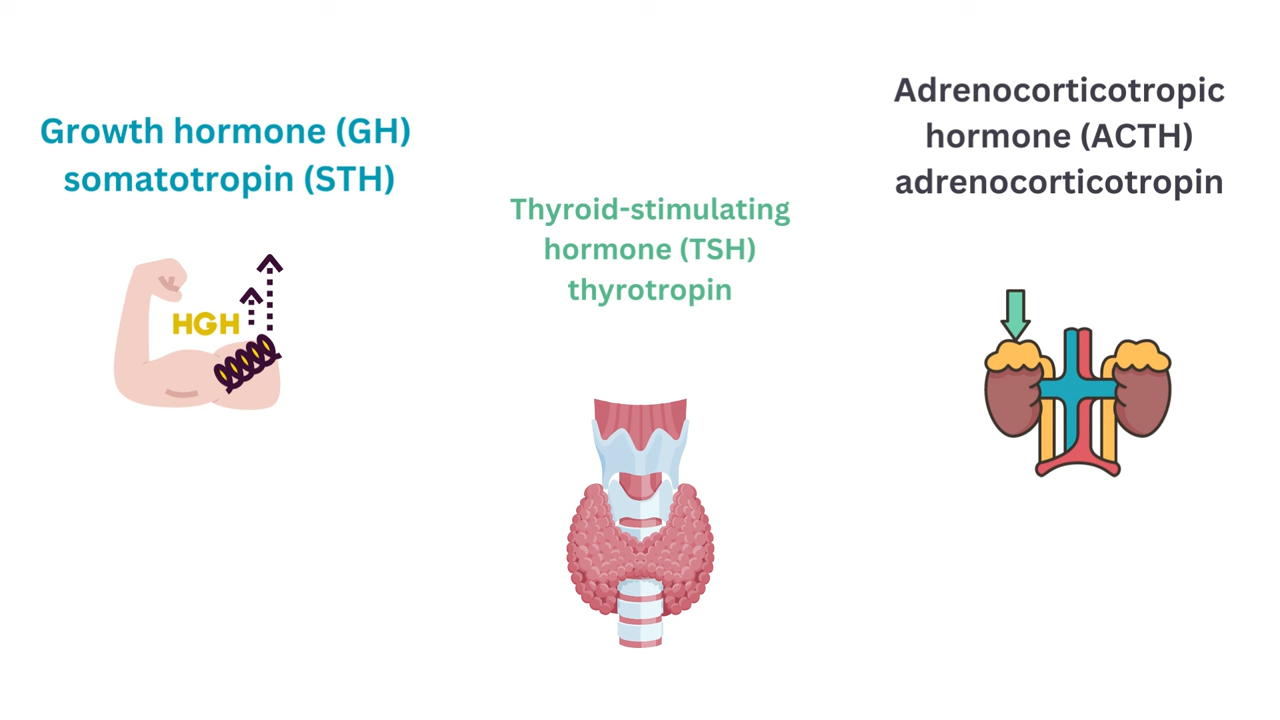 Growth hormone (GH)
somatotropin (STH)
HGH
Thyroid-stimulating
hormone (TSH)
thyrotropin
Adrenocorticotropic
hormone (ACTH)
adrenocorticotropin